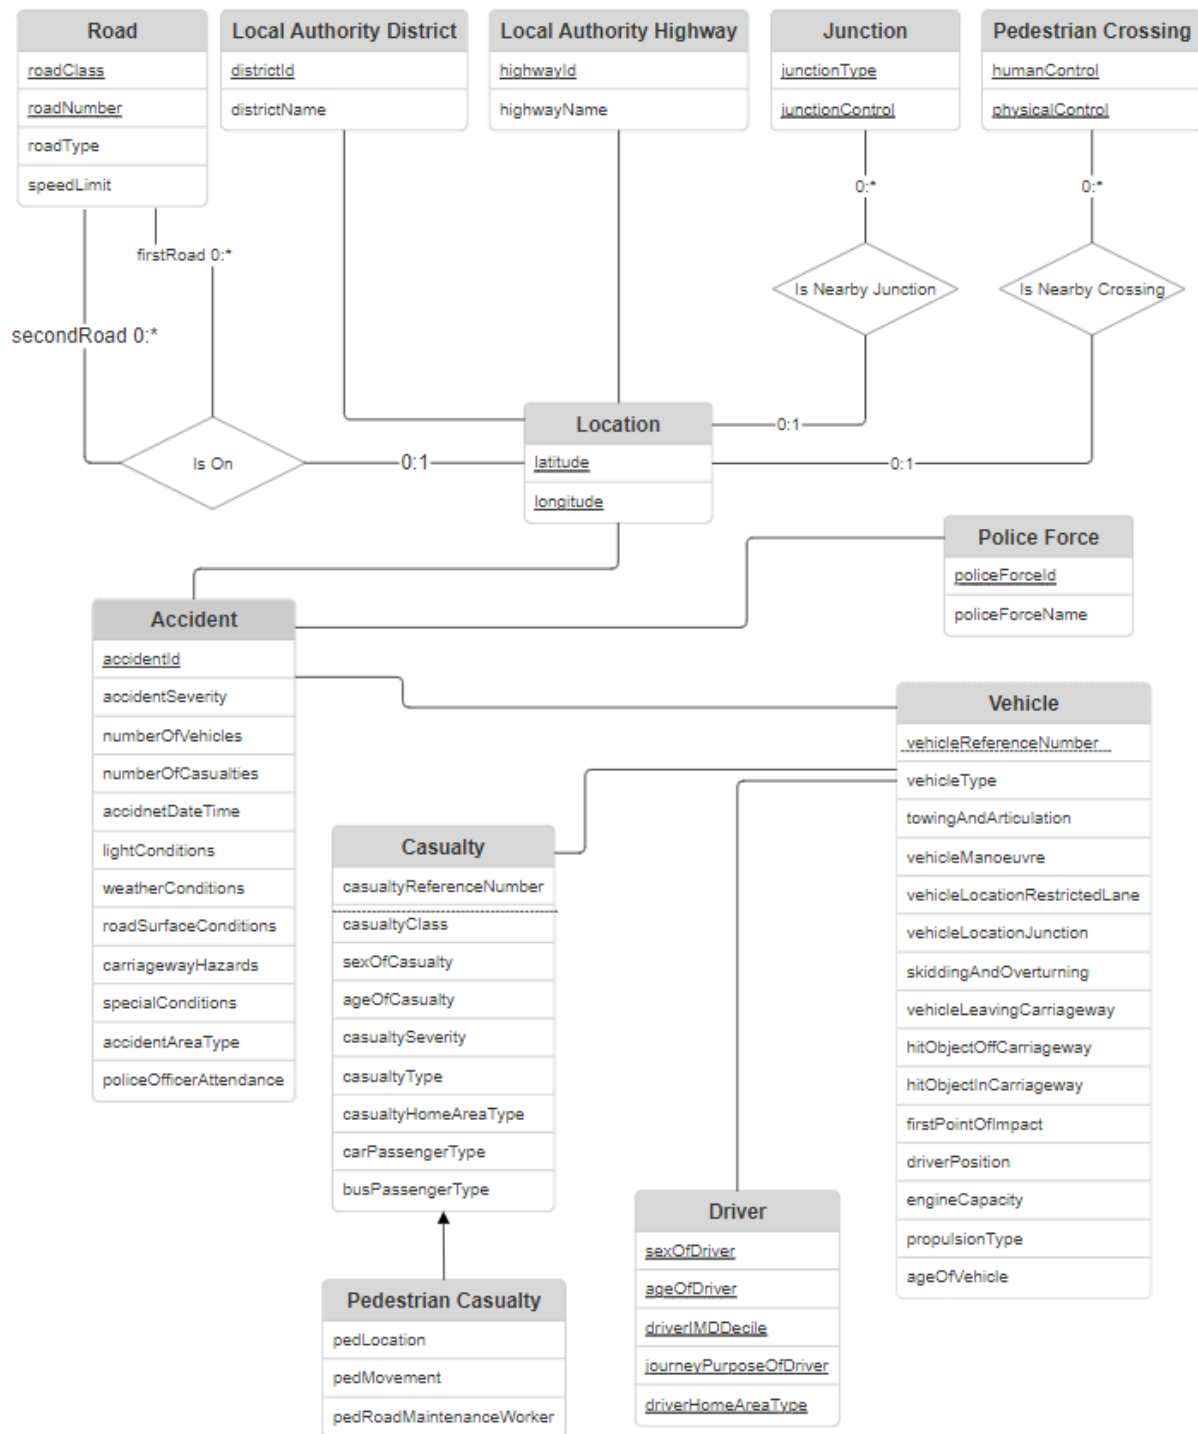 Road
roadClass
roadNumber
roadType
speedLimit
Local Authority District
districtId
districtName
Local Authority Highway
highwayId
highwayName
Junction
junctionType
junctionControl
Pedestrian Crossing
humanControl
physicalControl
0:*
0:*
firstRoad 0:*
Is Nearby Junction
Is Nearby Crossing
secondRoad 0:*
Is On
0:1
0:1
0:1
Location
latitude
longitude
Police Force
policeForceId
policeForceName
Accident
accidentId
accidentSeverity
numberOfVehicles
numberOfCasualties
accidnetDateTime
lightConditions
weatherConditions
roadSurfaceConditions
carriagewayHazards
specialConditions
accidentAreaType
policeOfficerAttendance
Vehicle
vehicleReferenceNumber
vehicleType
towingAndArticulation
vehicleManoeuvre
vehicleLocationRestrictedLane
vehicleLocationJunction
skiddingAndOverturning
vehicleLeavingCarriageway
hitObjectOffCarriageway
hitObjectInCarriageway
firstPointOfImpact
driverPosition
engineCapacity
propulsionType
ageOfVehicle
Casualty
casualtyReferenceNumber
casualtyClass
sexOfCasualty
ageOfCasualty
casualtySeverity
casualtyType
casualtyHomeAreaType
carPassengerType
busPassengerType
Driver
sexOfDriver
ageOfDriver
driverIMDDecile
journeyPurposeOfDriver
driverHomeAreaType
Pedestrian Casualty
pedLocation
pedMovement
pedRoadMaintenanceWorker